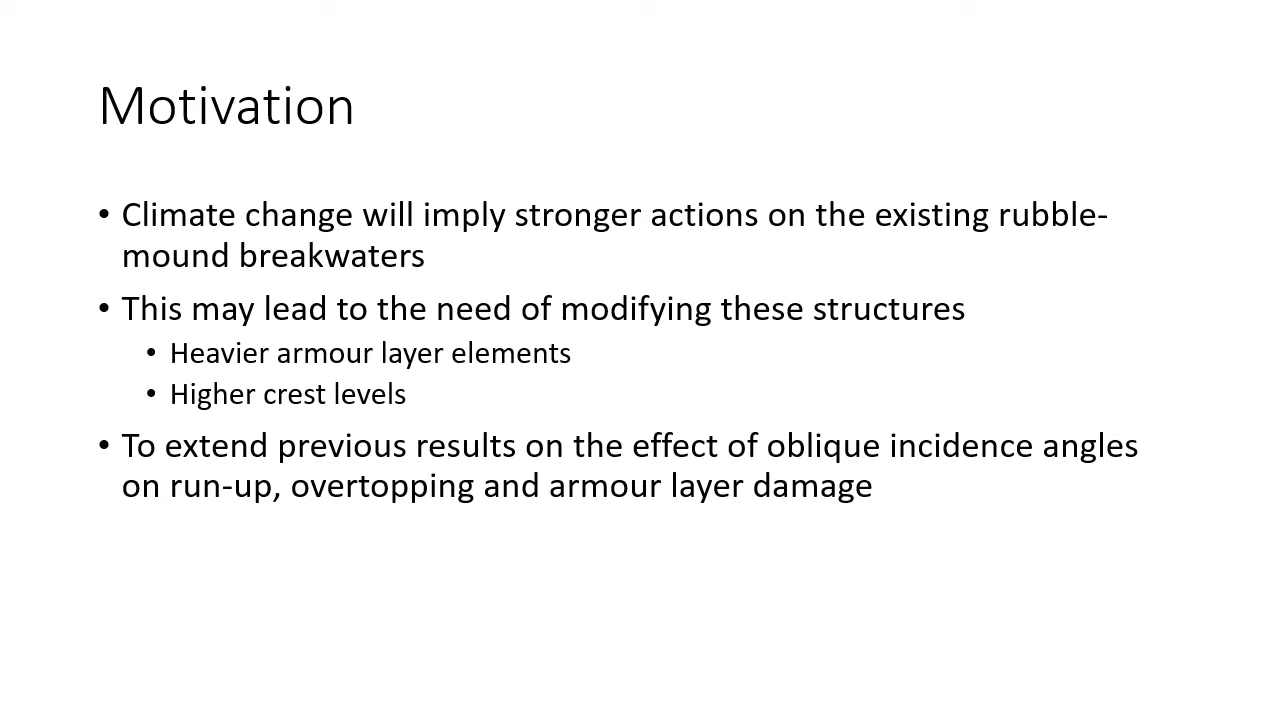 Motivation
• Climate change will imply stronger actions on the existing rubble-
mound breakwaters
• This may lead to the need of modifying these structures
• Heavier armour layer elements
• Higher crest levels
• To extend previous results on the effect of oblique incidence angles
on run-up, overtopping and armour layer damage